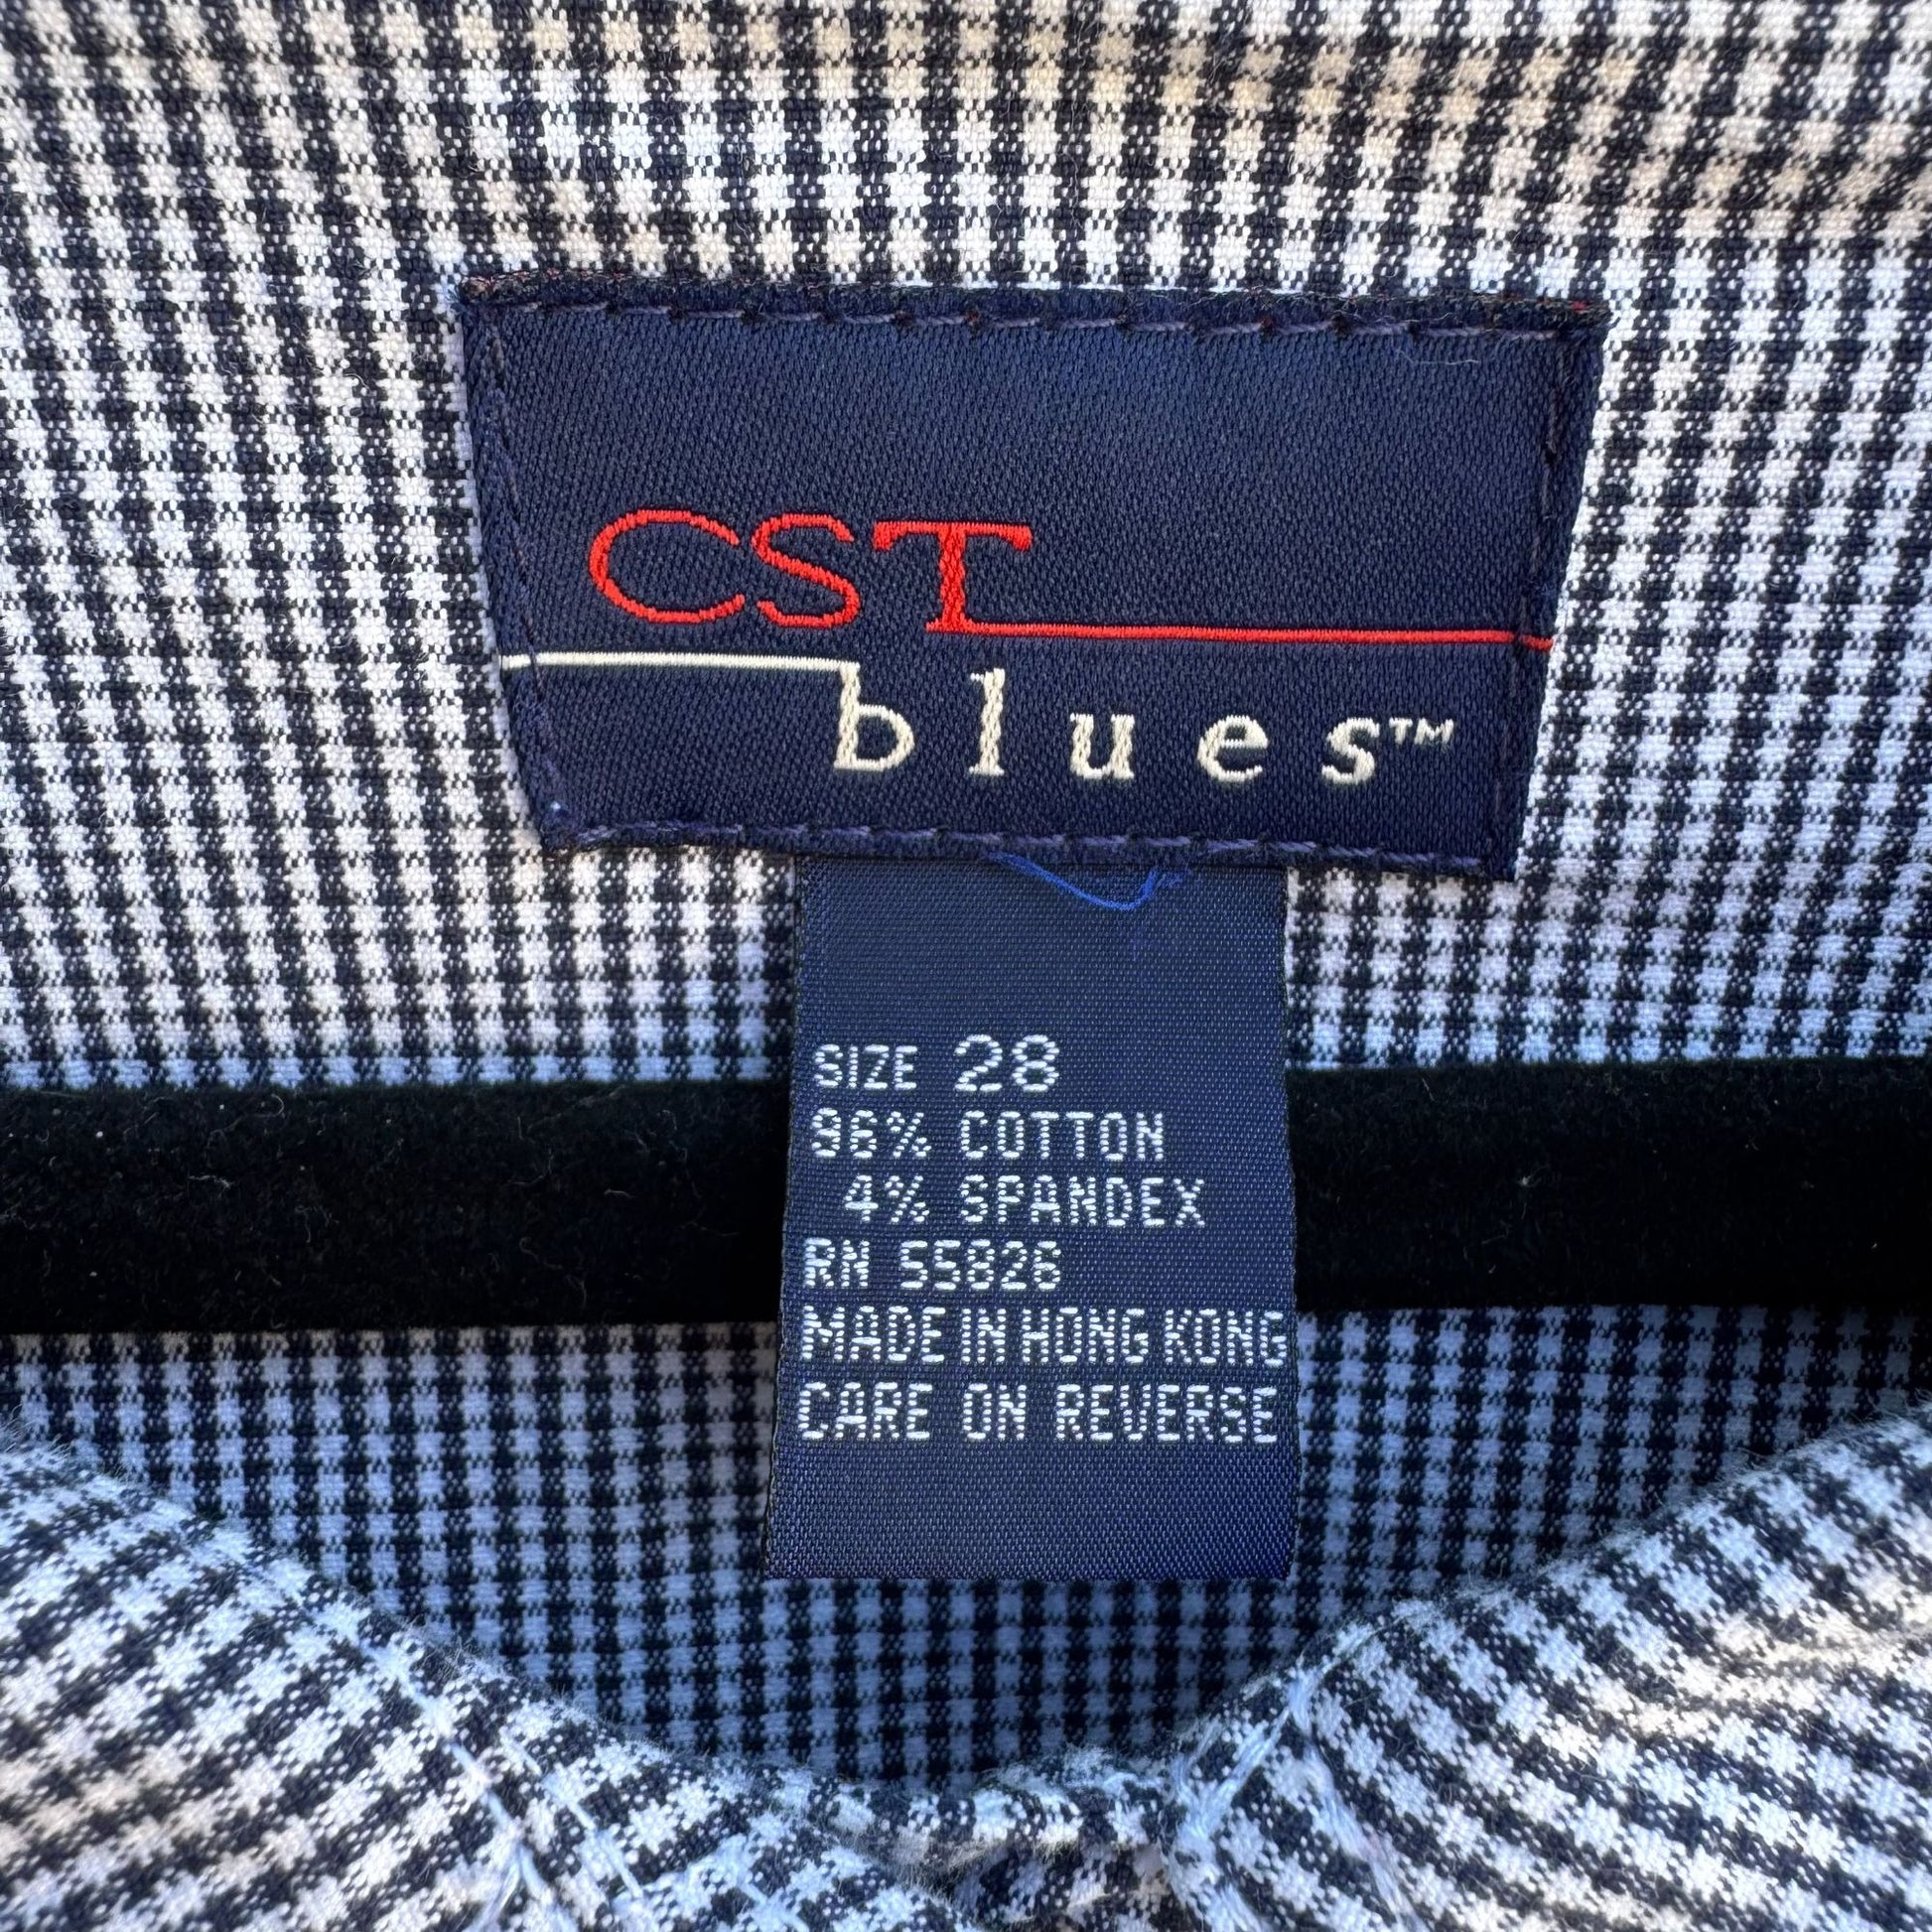 CST
blues™
SIZE 28
96% COTTON
4% SPANDEX
RN 55826
MADE IN HONG KONG
CARE ON REVERSE